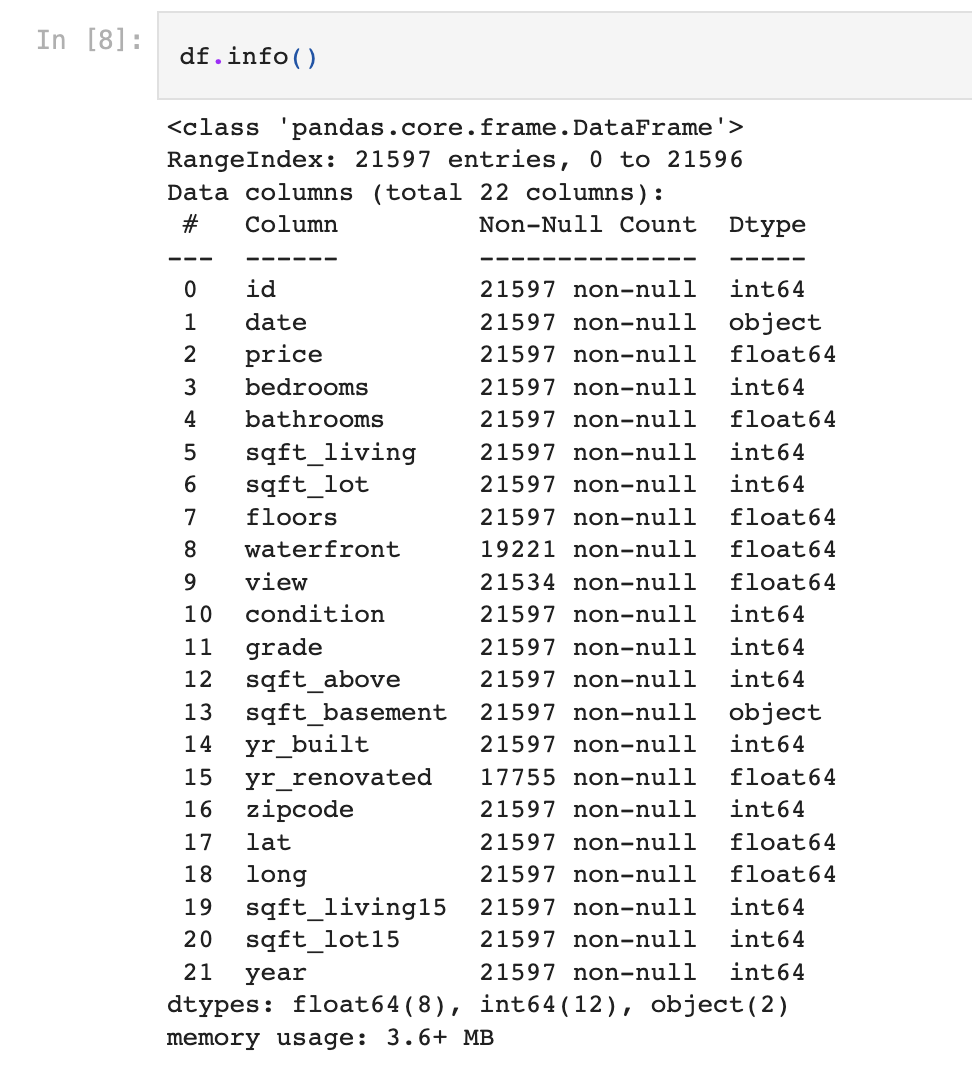 In [8]:
df.info()
<class 'pandas.core.frame.DataFrame'>
RangeIndex: 21597 entries, 0 to 21596
Data columns (total 22 columns):
 #   Column         Non-Null Count  Dtype
---  ------         --------------  -----
 0   id             21597 non-null  int64
 1   date           21597 non-null  object
 2   price          21597 non-null  float64
 3   bedrooms       21597 non-null  int64
 4   bathrooms      21597 non-null  float64
 5   sqft_living    21597 non-null  int64
 6   sqft_lot       21597 non-null  int64
 7   floors         21597 non-null  float64
 8   waterfront     19221 non-null  float64
 9   view           21534 non-null  float64
 10  condition      21597 non-null  int64
 11  grade          21597 non-null  int64
 12  sqft_above     21597 non-null  int64
 13  sqft_basement  21597 non-null  object
 14  yr_built       21597 non-null  int64
 15  yr_renovated   17755 non-null  float64
 16  zipcode        21597 non-null  int64
 17  lat            21597 non-null  float64
 18  long           21597 non-null  float64
 19  sqft_living15  21597 non-null  int64
 20  sqft_lot15     21597 non-null  int64
 21  year           21597 non-null  int64
dtypes: float64(8), int64(12), object(2)
memory usage: 3.6+ MB